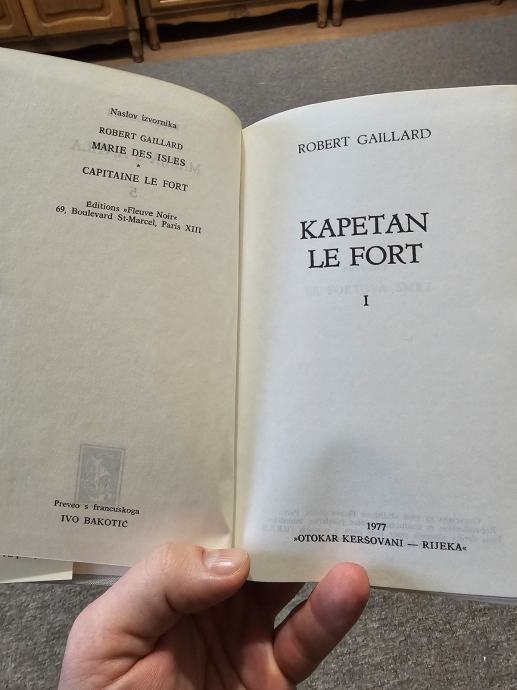 Naslov izvornika
ROBERT GAILLARD
MARIE DES ISLES
*
CAPITAINE LE FORT
Éditions »Fleuve Noir«
69, Boulevard St-Marcel, Paris XIII
Preveo s francuskoga
IVO BAKOTIĆ
ROBERT GAILLARD
KAPETAN
LE FORT
I
1977
»OTOKAR KERŠOVANI — RIJEKA«